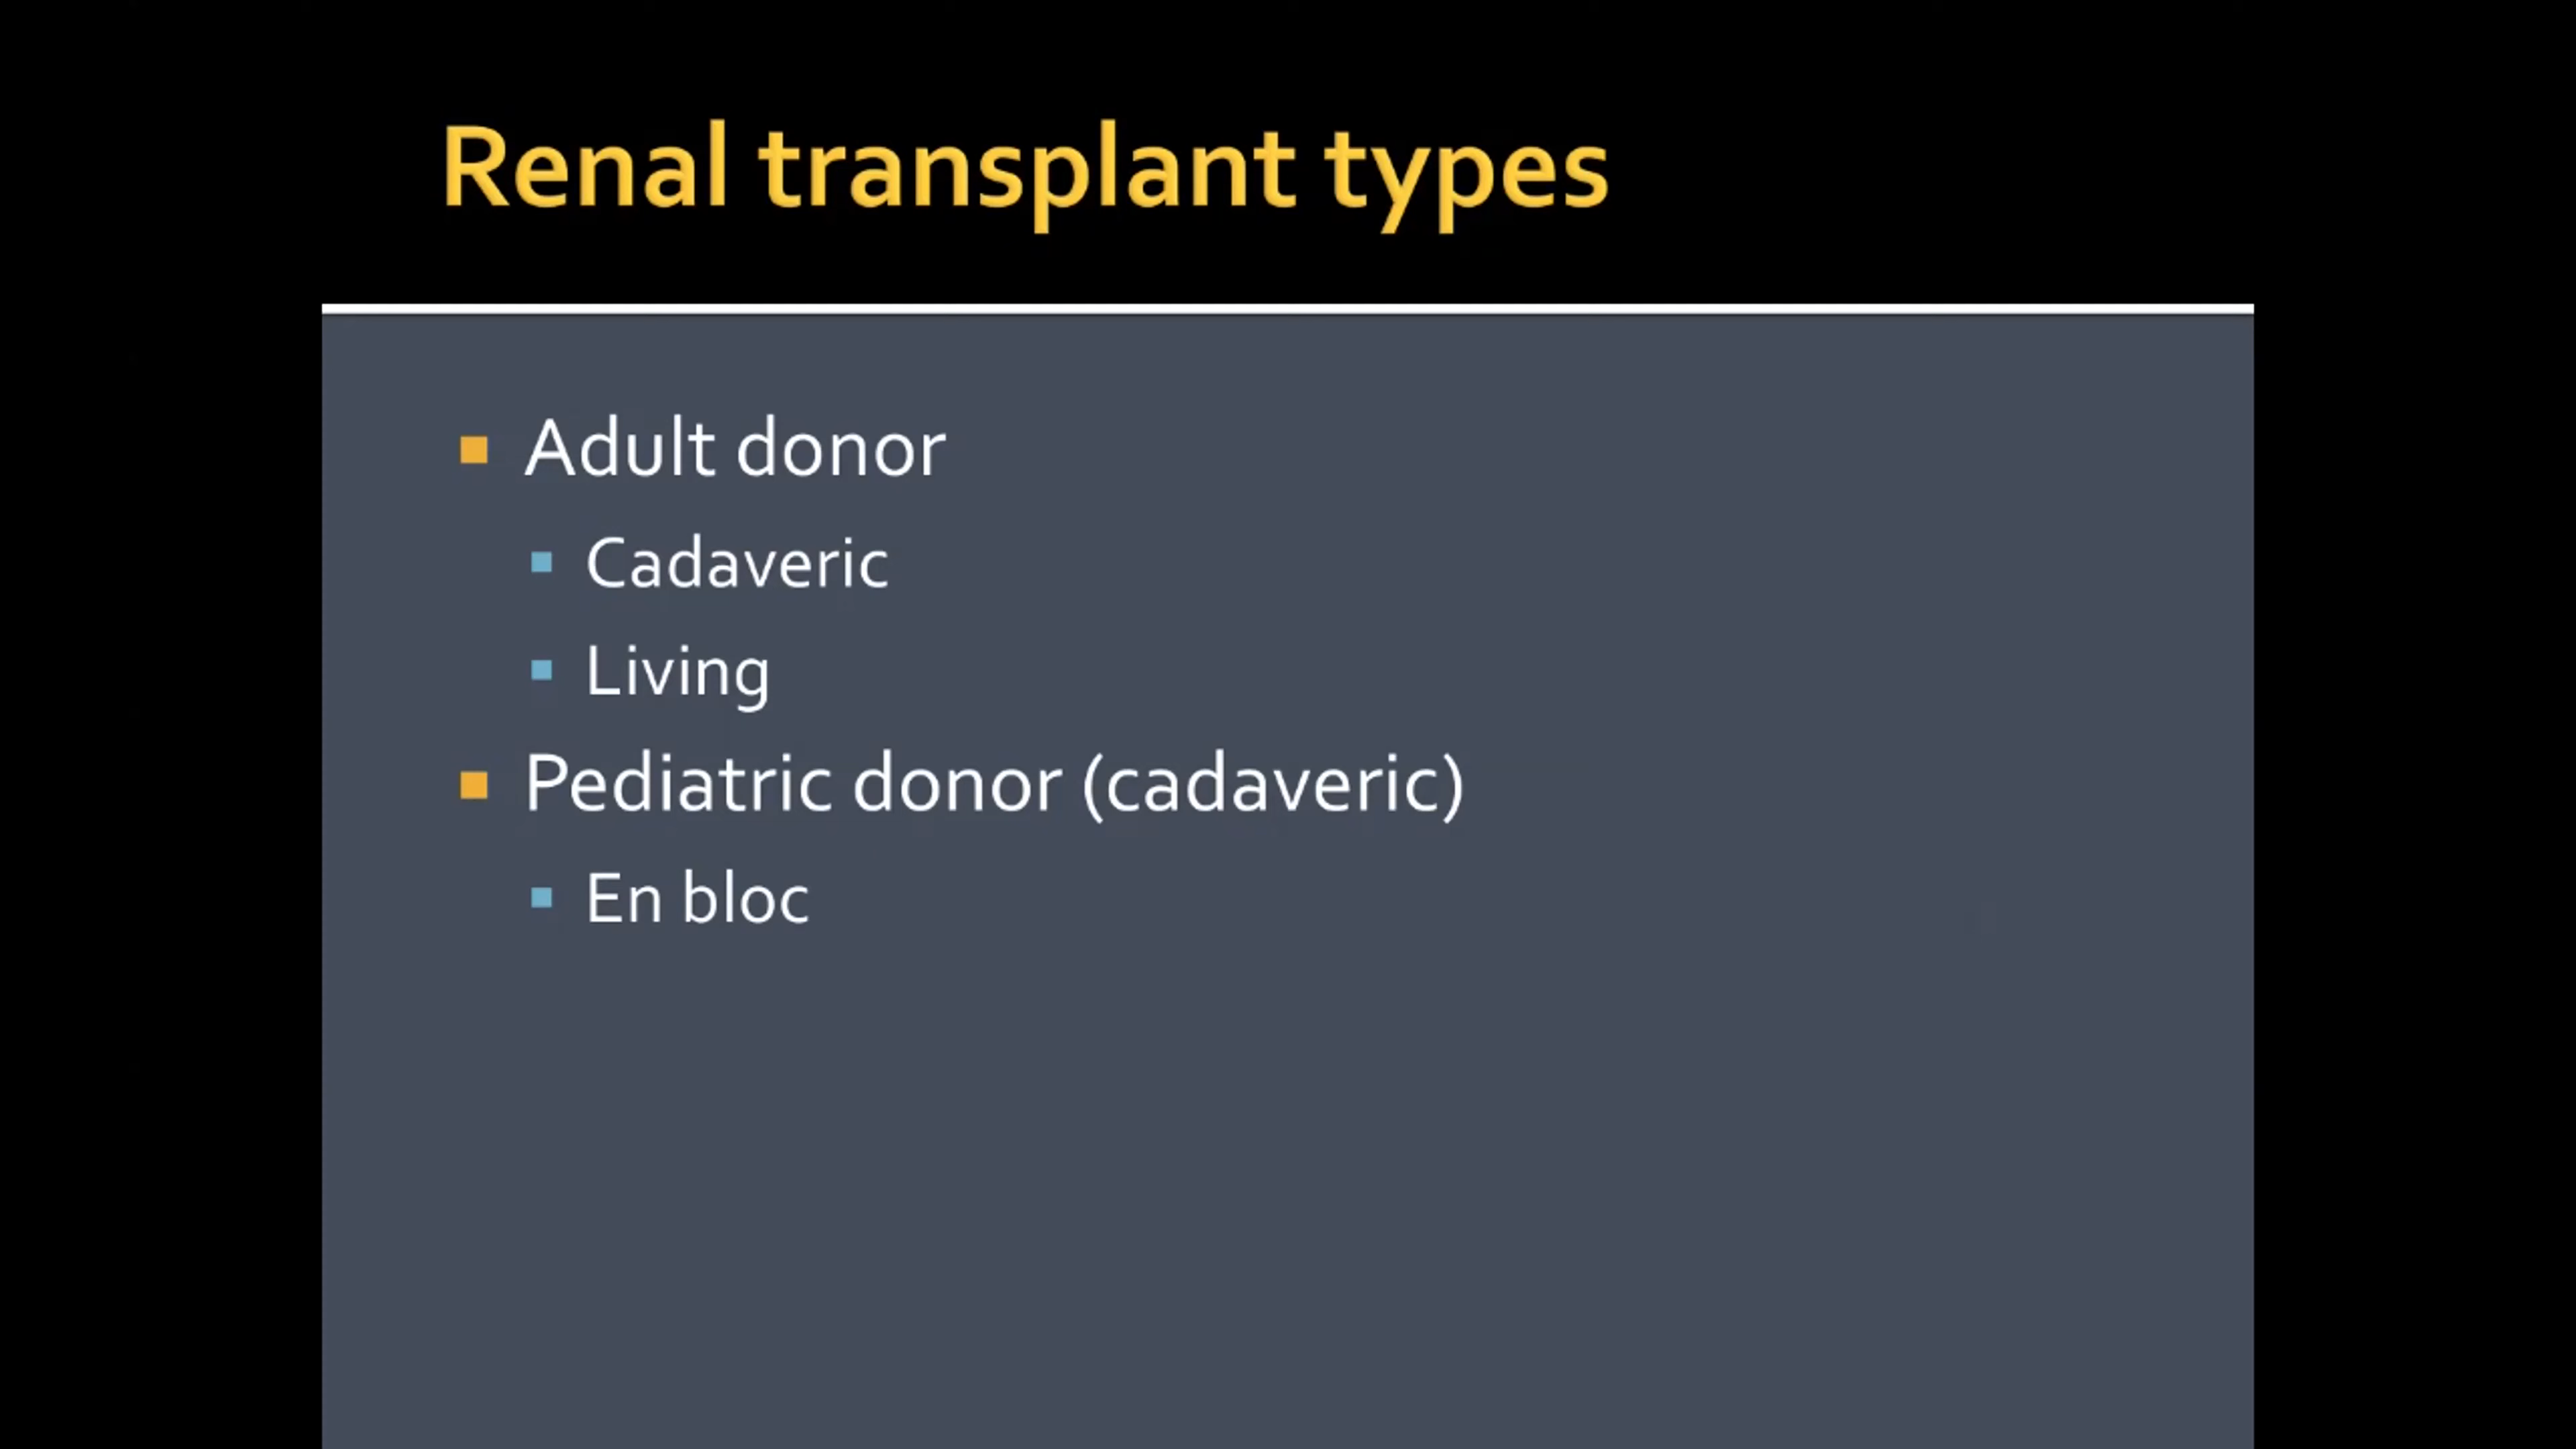 Renal transplant types
Adult donor
Cadaveric
Living
Pediatric donor (cadaveric)
En bloc